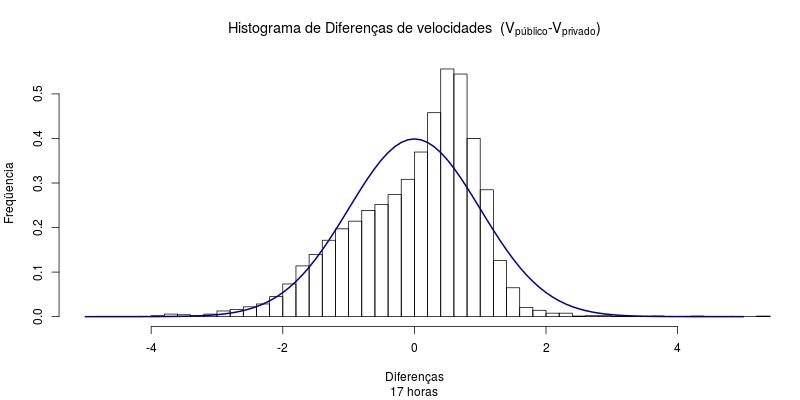 Histograma de Diferenças de velocidades (Vpúblico-Vprivado)
0.5
0.4
0.3
0.2
0.1
0.0
Freqüencia
-4 -2 0 2 4
Diferenças
17 horas